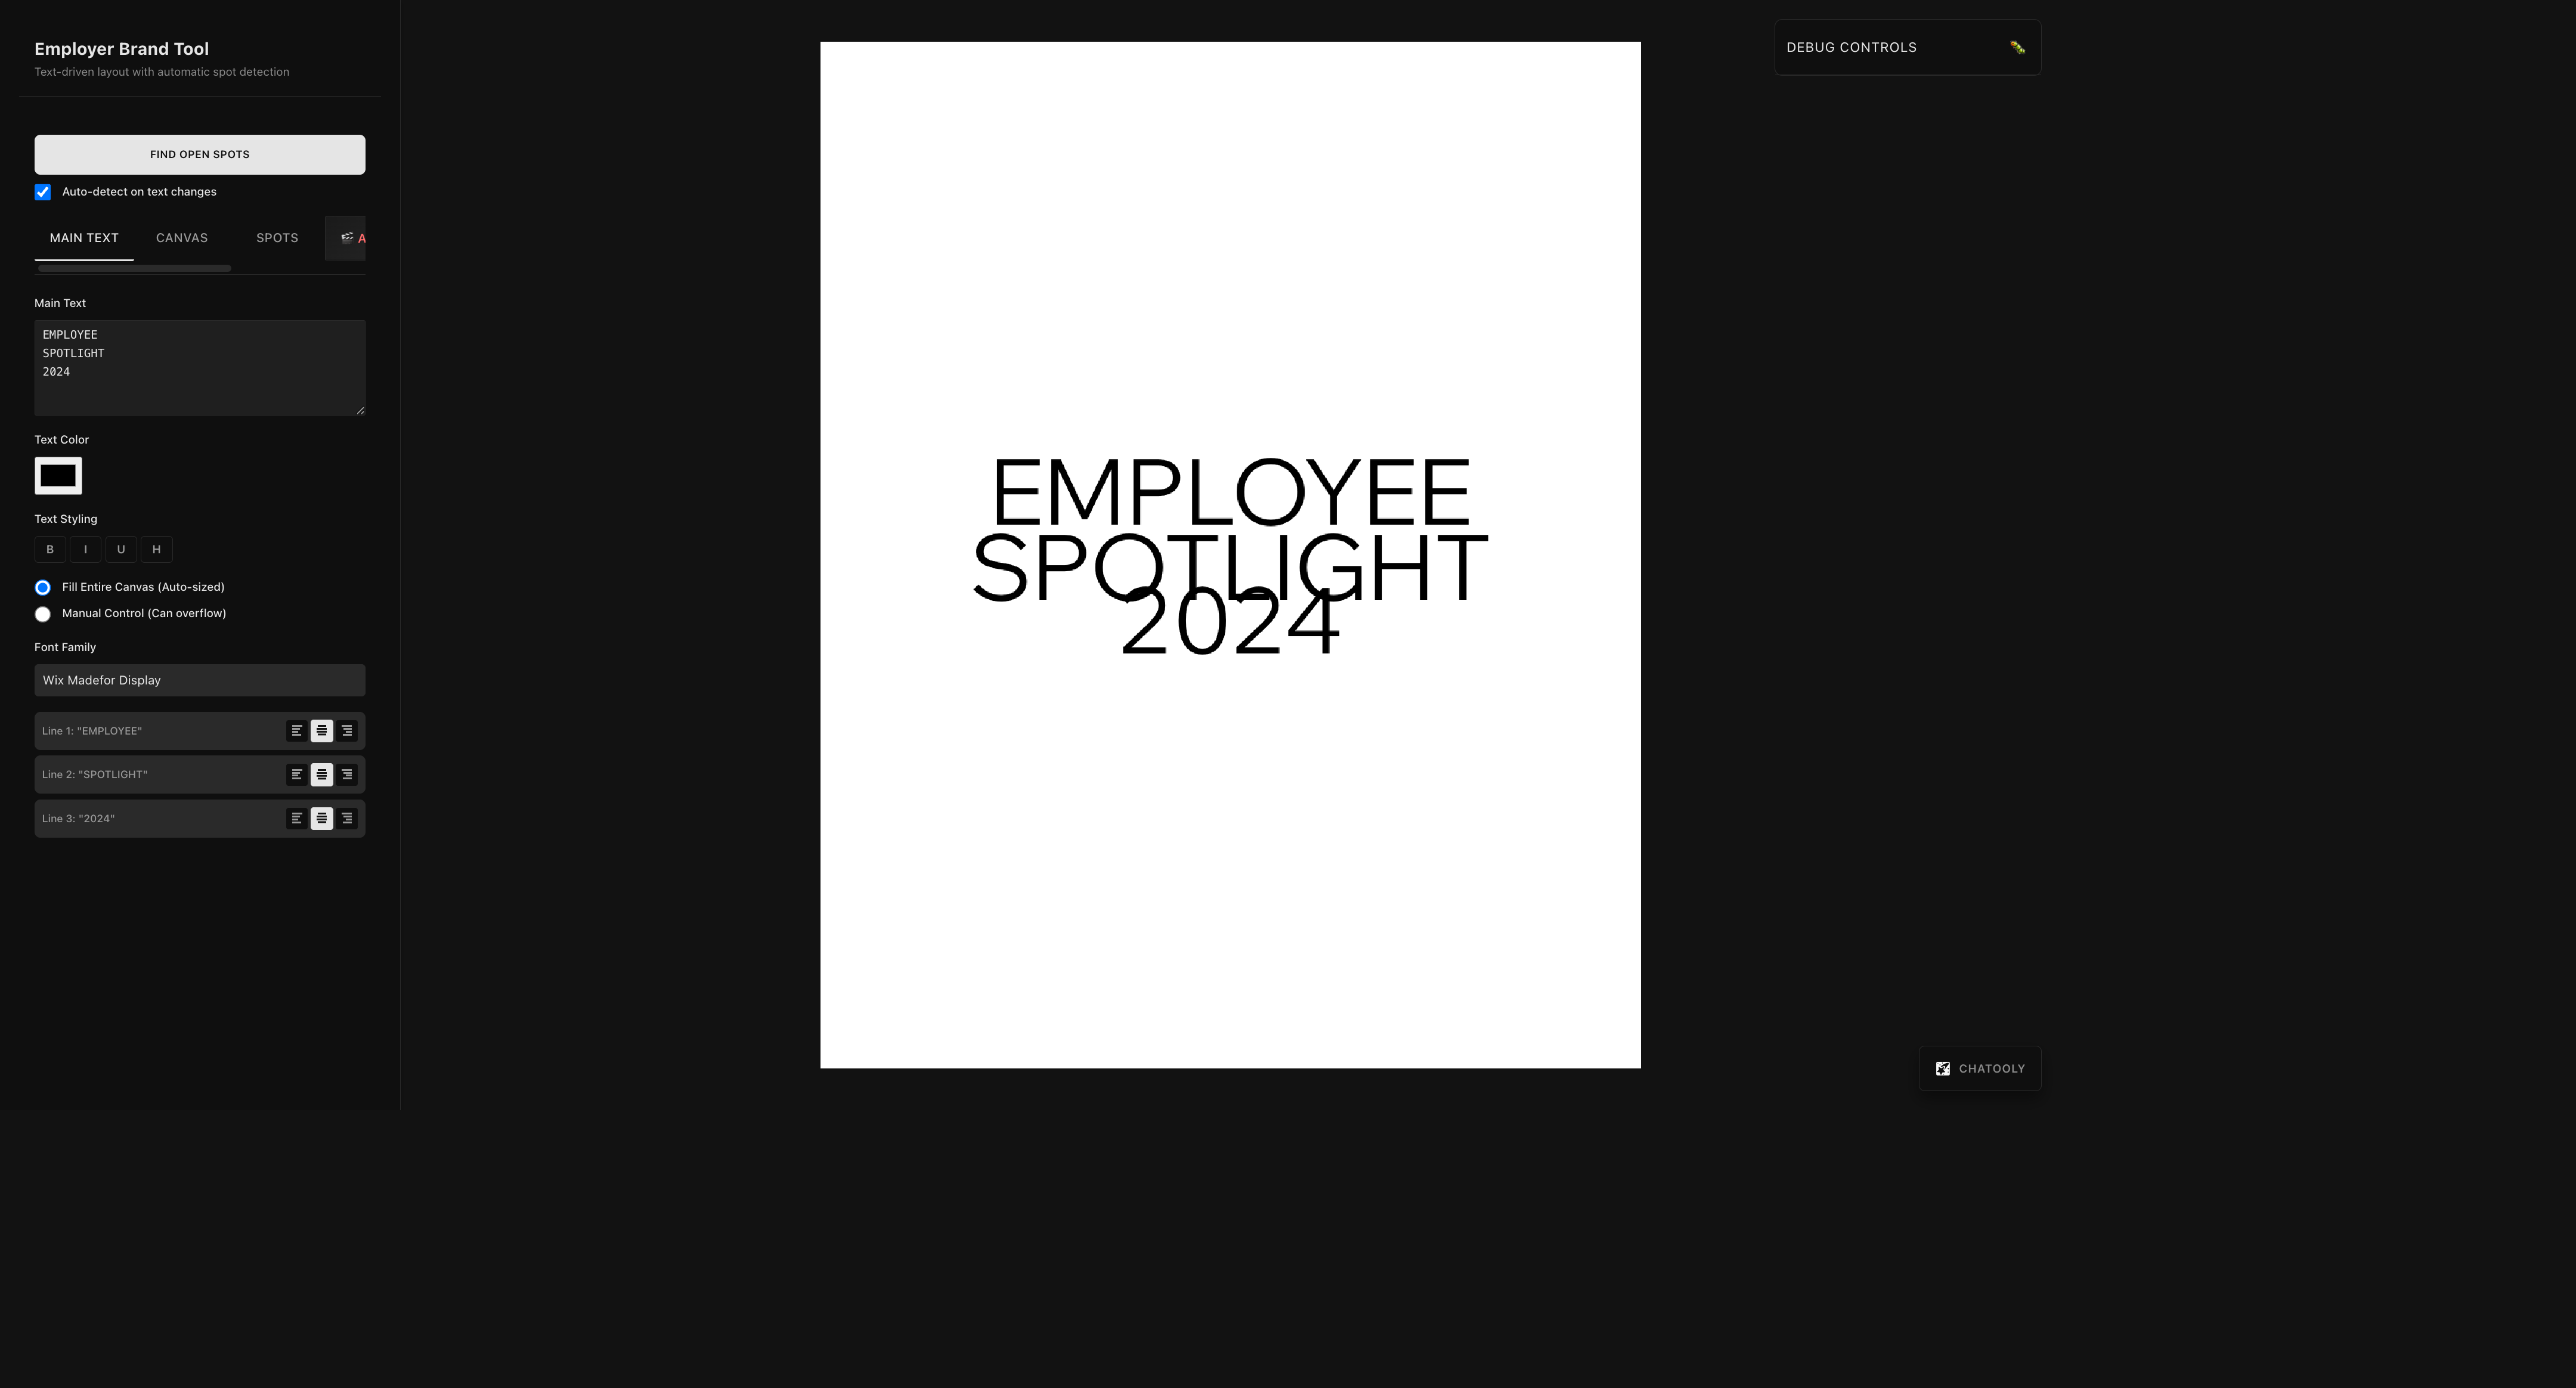 Employer Brand Tool
Text-driven layout with automatic spot detection
FIND OPEN SPOTS
Auto-detect on text changes
MAIN TEXT CANVAS SPOTS A
Main Text
EMPLOYEE
SPOTLIGHT
2024
Text Color
Text Styling
B I U H
Fill Entire Canvas (Auto-sized)
Manual Control (Can overflow)
Font Family
Wix Madefor Display
Line 1: "EMPLOYEE"
Line 2: "SPOTLIGHT"
Line 3: "2024"
EMPLOYEE
SPOTLIGHT
2024
DEBUG CONTROLS
CHATOOLY